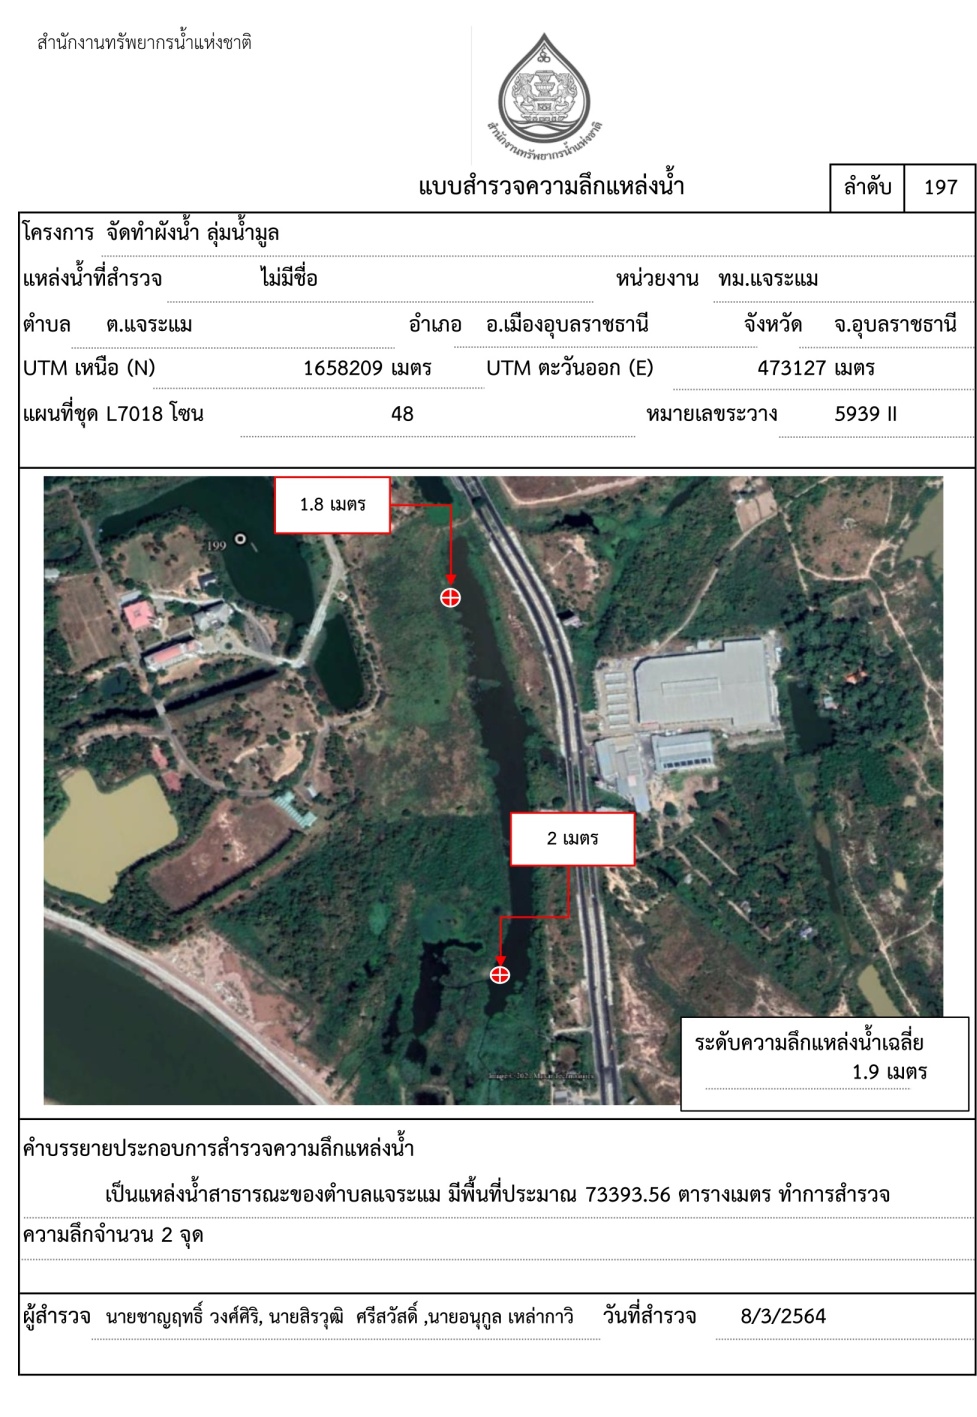 สำนักงานทรัพยากรน้ำแห่งชาติ
สำนักงานทรัพยากรน้ำแห่งชาติ
แบบสำรวจความลึกแหล่งน้ำ ลำดับ 197
โครงการ จัดทำผังน้ำ ลุ่มน้ำมูล
แหล่งน้ำที่สำรวจ ไม่มีชื่อ หน่วยงาน ทม.แจระแม
ตำบล ต.แจระแม อำเภอ อ.เมืองอุบลราชธานี จังหวัด จ.อุบลราชธานี
UTM เหนือ (N) 1658209 เมตร UTM ตะวันออก (E) 473127 เมตร
แผนที่ชุด L7018 โซน 48 หมายเลขระวาง 5939 II
1.8 เมตร
199
2 เมตร
ระดับความลึกแหล่งน้ำเฉลี่ย
1.9 เมตร
คำบรรยายประกอบการสำรวจความลึกแหล่งน้ำ
เป็นแหล่งน้ำสาธารณะของตำบลแจระแม มีพื้นที่ประมาณ 73393.56 ตารางเมตร ทำการสำรวจ
ความลึกจำนวน 2 จุด
ผู้สำรวจ นายชาญฤทธิ์ วงศ์ศิริ, นายสิรวุฒิ ศรีสวัสดิ์ ,นายอนุกูล เหล่ากาวิ วันที่สำรวจ 8/3/2564